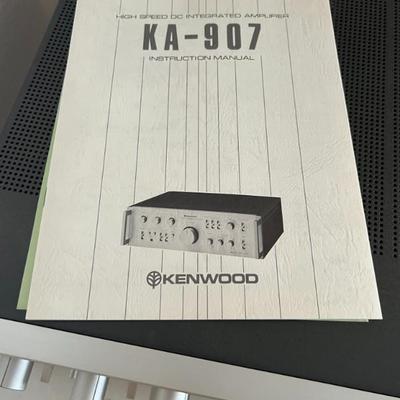 HIGH SPEED DC INTEGRATED AMPLIFIER
KA-907
INSTRUCTION MANUAL
KENWOOD